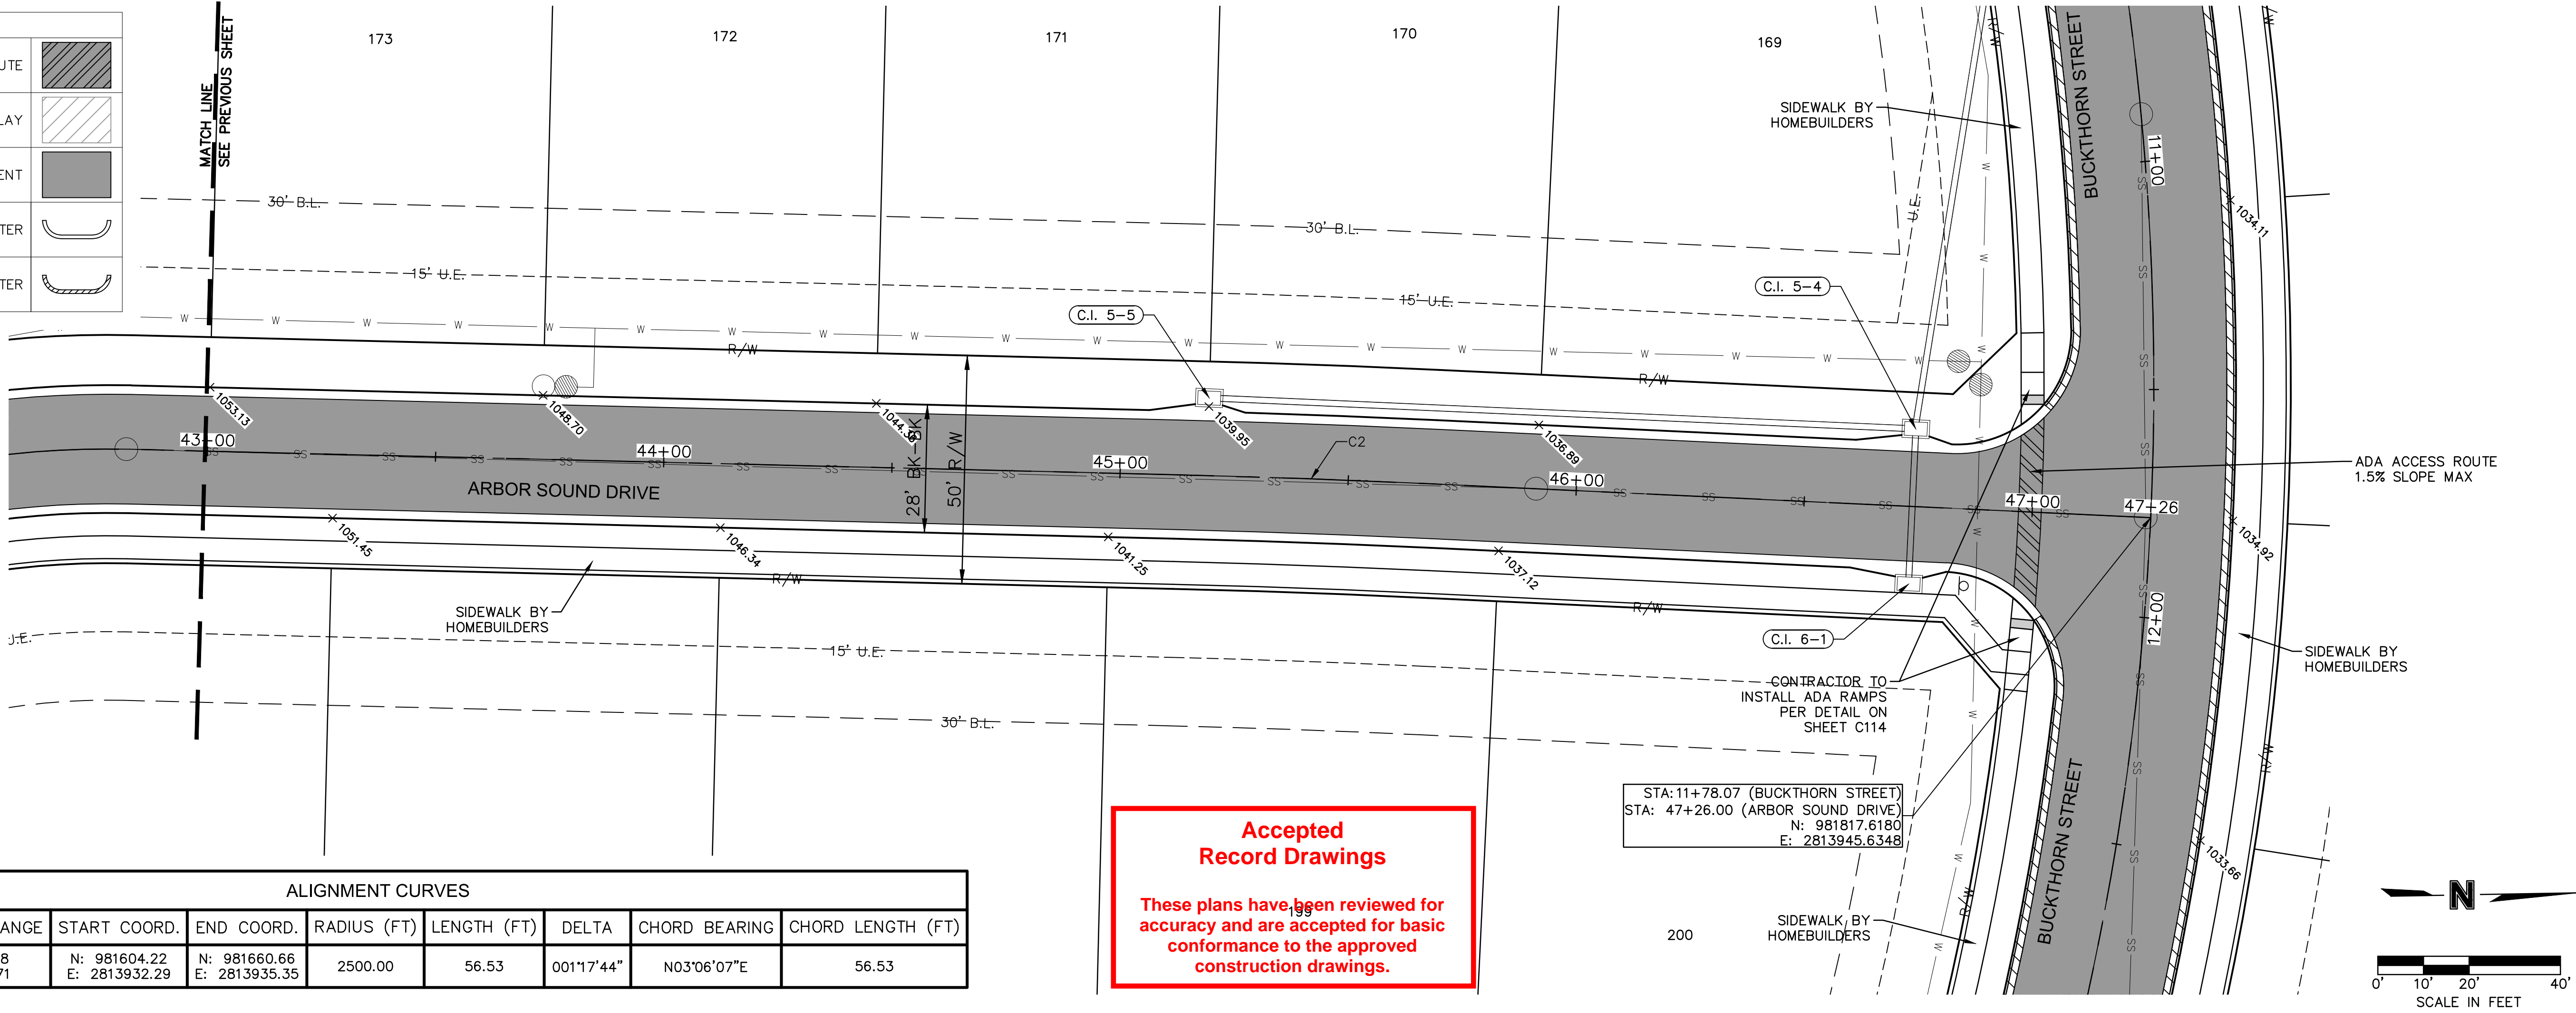 UTE
LAY
ENT
TER
TER
MATCH LINE
SEE PREVIOUS SHEET
173
172
171
170
169
R/W
R/W
BUCKTHORN STREET
SIDEWALK BY
HOMEBUILDERS
11+00
30' B.L.
30' B.L.
U.E.
1034.11
15' U.E.
15' U.E.
C.I. 5-5
C.I. 5-4
W W W W W W W W W W W W W W W W W W W
R/W
R/W
1053.13
1048.70
1039.95
1036.89
28' BK-BK
50' R/W
43+00
44+00
45+00
C2
46+00
47+00
47+26
ARBOR SOUND DRIVE
ADA ACCESS ROUTE
1.5% SLOPE MAX
1051.45
1046.34
1041.25
1037.12
1034.92
R/W
R/W
SIDEWALK BY
HOMEBUILDERS
C.I. 6-1
12+00
U.E.
15' U.E.
SIDEWALK BY
HOMEBUILDERS
CONTRACTOR TO
INSTALL ADA RAMPS
PER DETAIL ON
SHEET C114
30' B.L.
R/W
STA:11+78.07 (BUCKTHORN STREET)
STA: 47+26.00 (ARBOR SOUND DRIVE)
N: 981817.6180
E: 2813945.6348
BUCKTHORN STREET
1033.66
Accepted
Record Drawings
These plans have been reviewed for
accuracy and are accepted for basic
conformance to the approved
construction drawings.
199
200
R/W
SIDEWALK BY
HOMEBUILDERS
ALIGNMENT CURVES
ANGE START COORD. END COORD. RADIUS (FT) LENGTH (FT) DELTA CHORD BEARING CHORD LENGTH (FT)
8 N: 981604.22 N: 981660.66
71 E: 2813932.29 E: 2813935.35 2500.00 56.53 001°17'44" N03°06'07"E 56.53
N
0' 10' 20' 40'
SCALE IN FEET